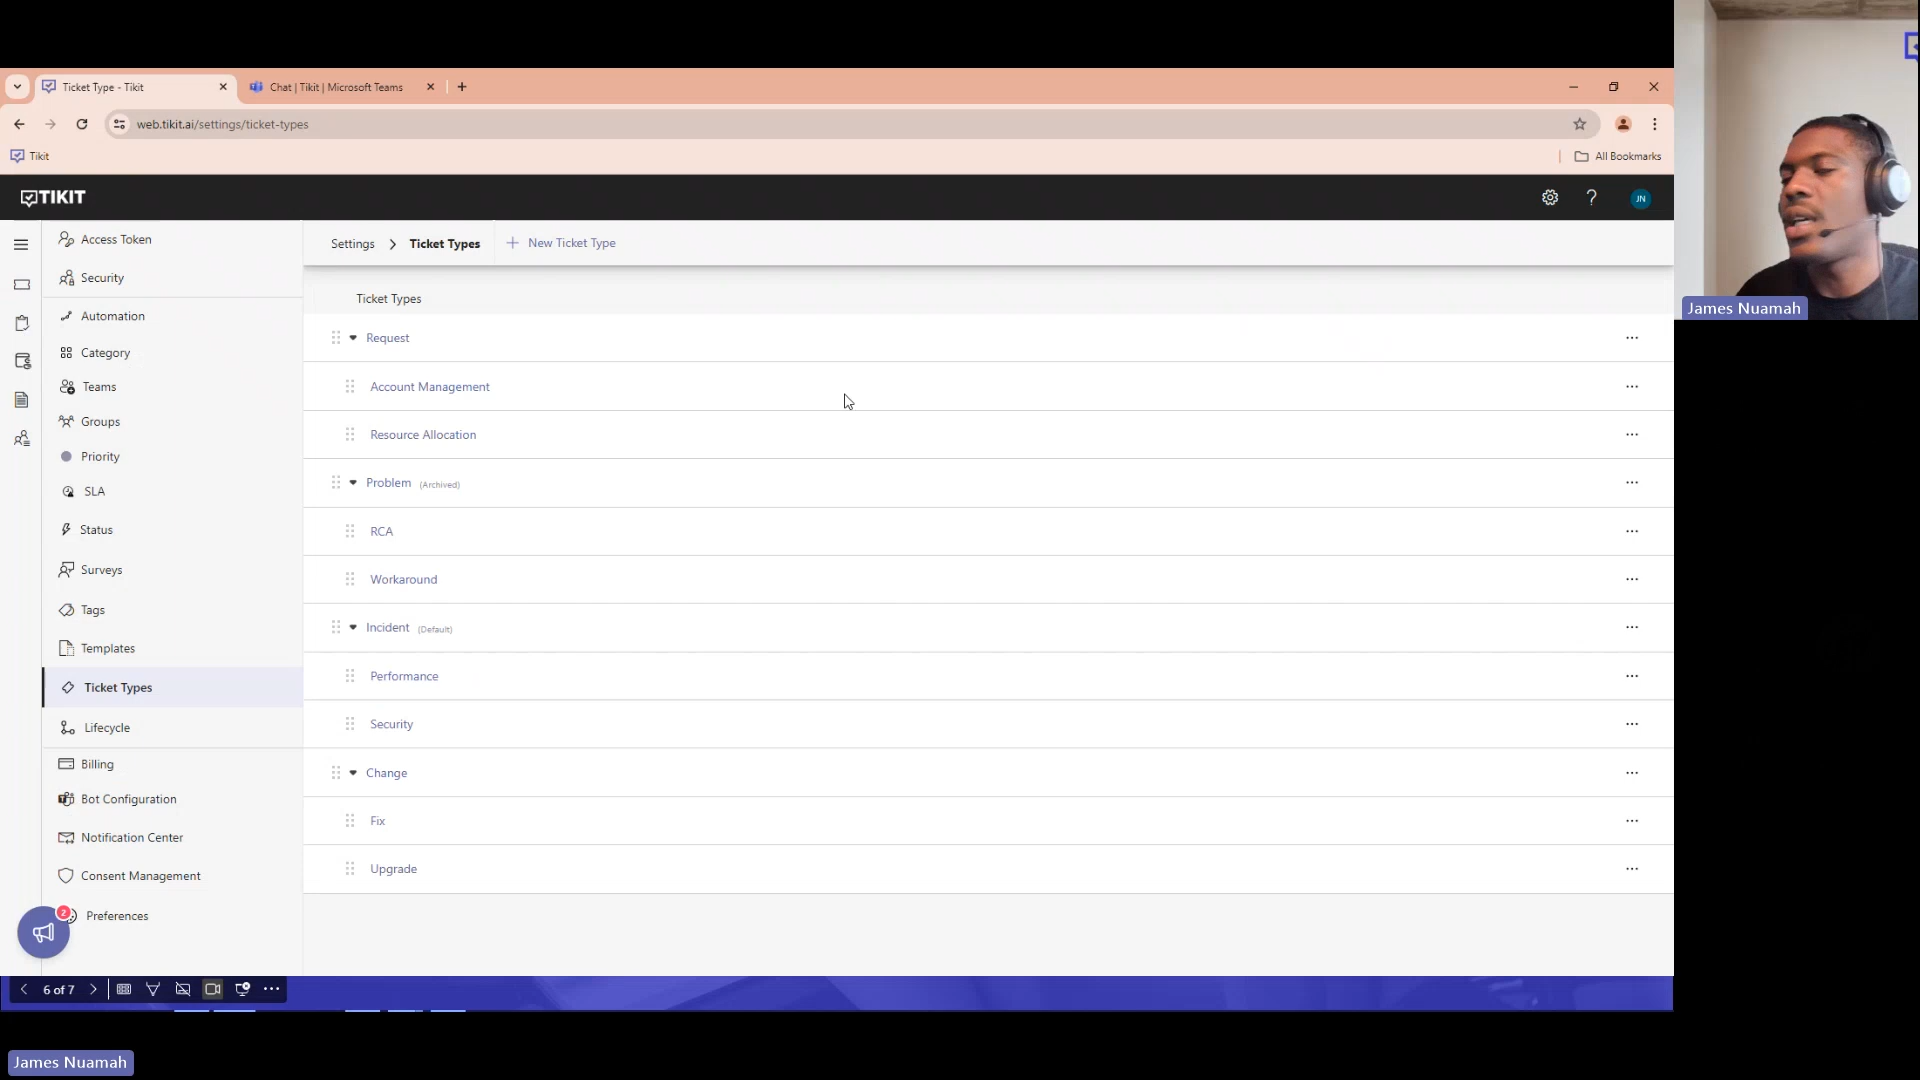 Ticket Type - Tikit
Chat | Tikit | Microsoft Teams
web.tikit.ai/settings/ticket-types
Tikit
All Bookmarks
TIKIT
JN
Access Token
Security
Automation
Category
Teams
Groups
Priority
SLA
Status
Surveys
Tags
Templates
Ticket Types
Lifecycle
Billing
Bot Configuration
Notification Center
Consent Management
Preferences
2
Settings > Ticket Types + New Ticket Type
Ticket Types
Request
Account Management
Resource Allocation
Problem (Archived)
RCA
Workaround
Incident (Default)
Performance
Security
Change
Fix
Upgrade
6 of 7
James Nuamah
James Nuamah